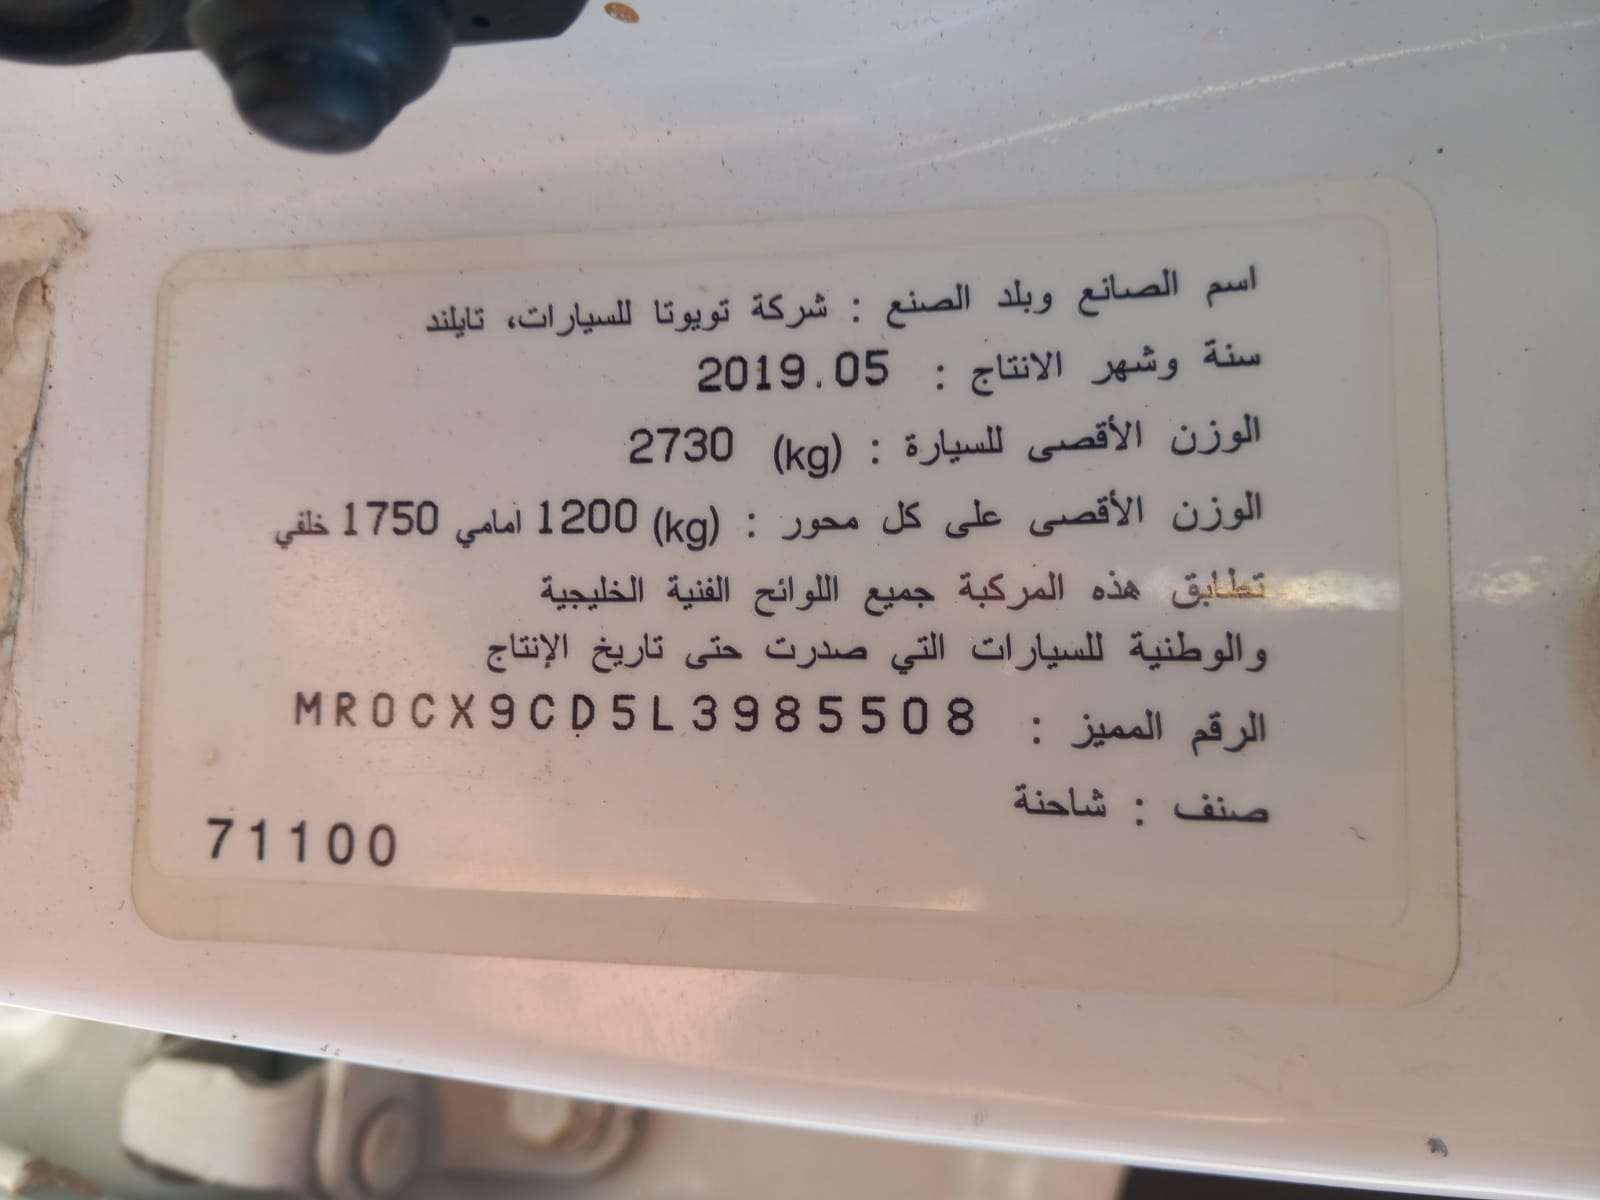 اسم الصانع وبلد الصنع : شركة تويوتا للسيارات، تايلند
سنة وشهر الانتاج : 2019.05
الوزن الأقصى للسيارة : (kg) 2730
الوزن الأقصى على كل محور : (kg) 1200 امامي 1750 خلفي
تطابق هذه المركبة جميع اللوائح الفنية الخليجية
والوطنية للسيارات التي صدرت حتى تاريخ الإنتاج
الرقم المميز : MR0CX9CD5L3985508
صنف : شاحنة
71100